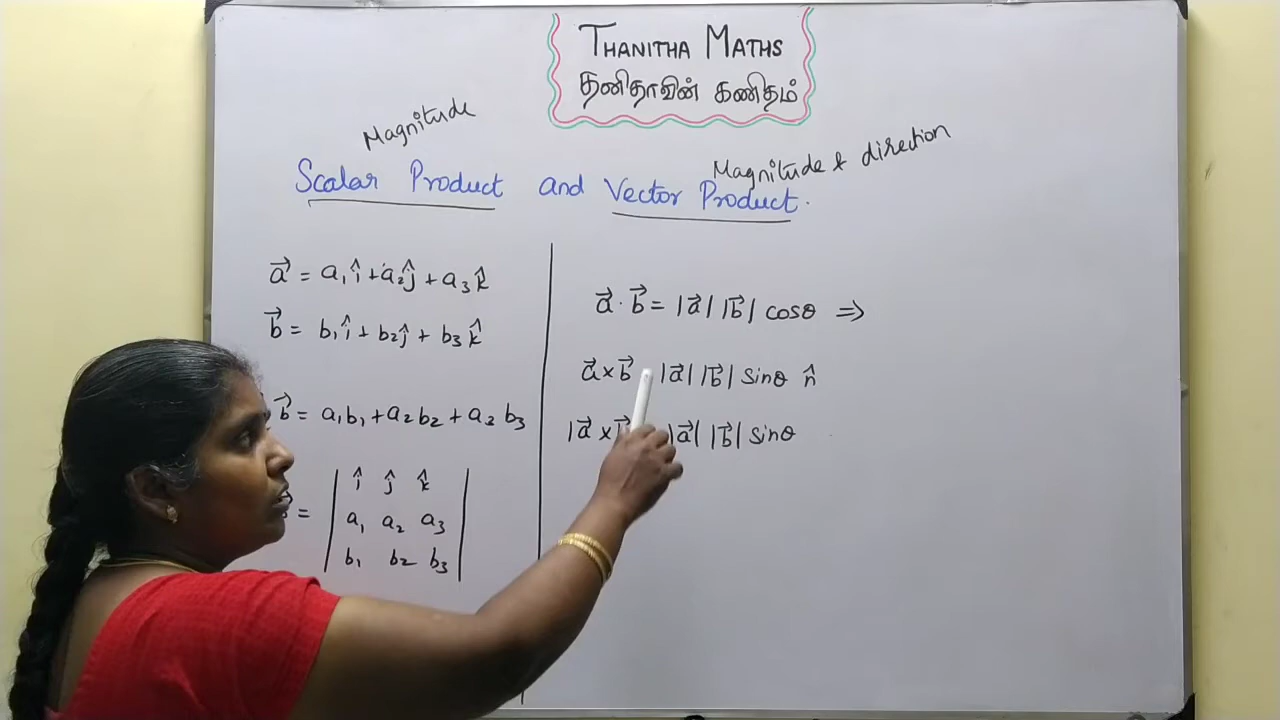 THANITHA MATHS
தனிதாவின் கணிதம்
Magnitude
Magnitude & direction
Scalar Product and Vector Product.
a⃗ = a₁î + a₂ĵ + a₃k̂
b⃗ = b₁î + b₂ĵ + b₃k̂
b⃗ = a₁b₁ + a₂b₂ + a₃b₃
= | î ĵ k̂ |
| a₁ a₂ a₃ |
| b₁ b₂ b₃ |
a⃗ · b⃗ = |a⃗| |b⃗| cosθ ⇒
a⃗ × b⃗ |a⃗| |b⃗| sinθ n̂
|a⃗ × |a⃗| |b⃗| sinθ